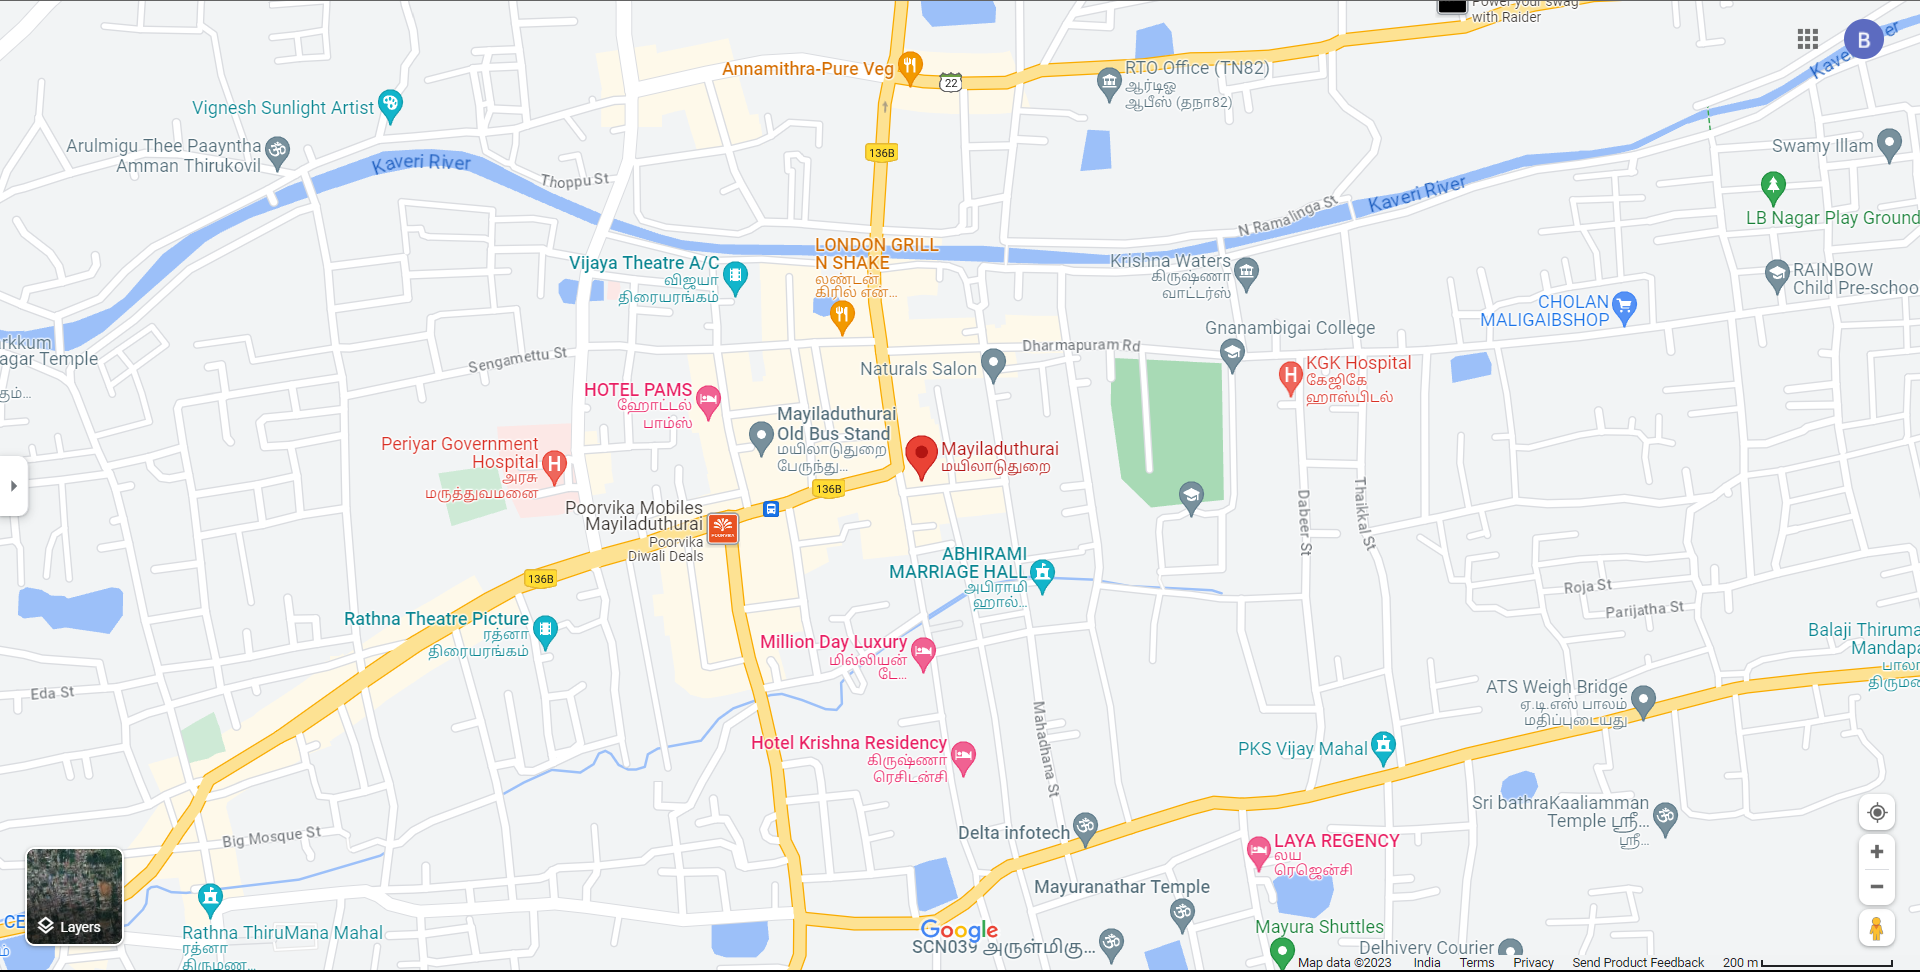 Power your swag
with Raider
B
Kaveri River
Annamithra-Pure Veg
22
RTO Office (TN82)
ஆர்டிஓ
ஆபீஸ் (தநா82)
Vignesh Sunlight Artist
Arulmigu Thee Paayntha
Amman Thirukovil
Kaveri River
Thoppu St
136B
Swamy Illam
LB Nagar Play Ground
Kaveri River
N Ramalinga St
LONDON GRILL
N SHAKE
லண்டன்
கிரில் என்...
Vijaya Theatre A/C
விஜயா
திரையரங்கம்
Krishna Waters
கிருஷ்ணா
வாட்டர்ஸ்
RAINBOW
Child Pre-schoo
CHOLAN
MALIGAIBSHOP
Gnanambigai College
arkkum
agar Temple
கும்...
Sengamettu St
Dharmapuram Rd
Naturals Salon
KGK Hospital
கேஜிகே
ஹாஸ்பிடல்
HOTEL PAMS
ஹோட்டல்
பாம்ஸ்
Mayiladuthurai
Old Bus Stand
மயிலாடுதுறை
பேருந்து...
Mayiladuthurai
மயிலாடுதுறை
Periyar Government
Hospital
அரசு
மருத்துவமனை
136B
Poorvika Mobiles
Mayiladuthurai
Poorvika
Diwali Deals
POORVIKA
Dabeer St
Thaikkal St
136B
ABHIRAMI
MARRIAGE HALL
அபிராமி
ஹால்...
Roja St
Parijatha St
Rathna Theatre Picture
ரத்னா
திரையரங்கம்
Million Day Luxury
மில்லியன்
டே...
Balaji Thiruma
Mandapa
பாலா
திரும
Eda St
ATS Weigh Bridge
ஏ.டி.எஸ் பாலம்
மதிப்புடையது
Mahadhana St
Hotel Krishna Residency
கிருஷ்ணா
ரெசிடன்சி
PKS Vijay Mahal
Sri bathraKaaliamman
Temple ஸ்ரீ...
ஸ்ரீ...
Big Mosque St
Delta infotech
LAYA REGENCY
லயா
ரெஜென்சி
Mayuranathar Temple
CE
Layers
Rathna ThiruMana Mahal
ரத்னா
திருமண...
Google
SCN039 அருள்மிகு...
Mayura Shuttles
Delhivery Courier
Map data ©2023 India Terms Privacy Send Product Feedback 200 m